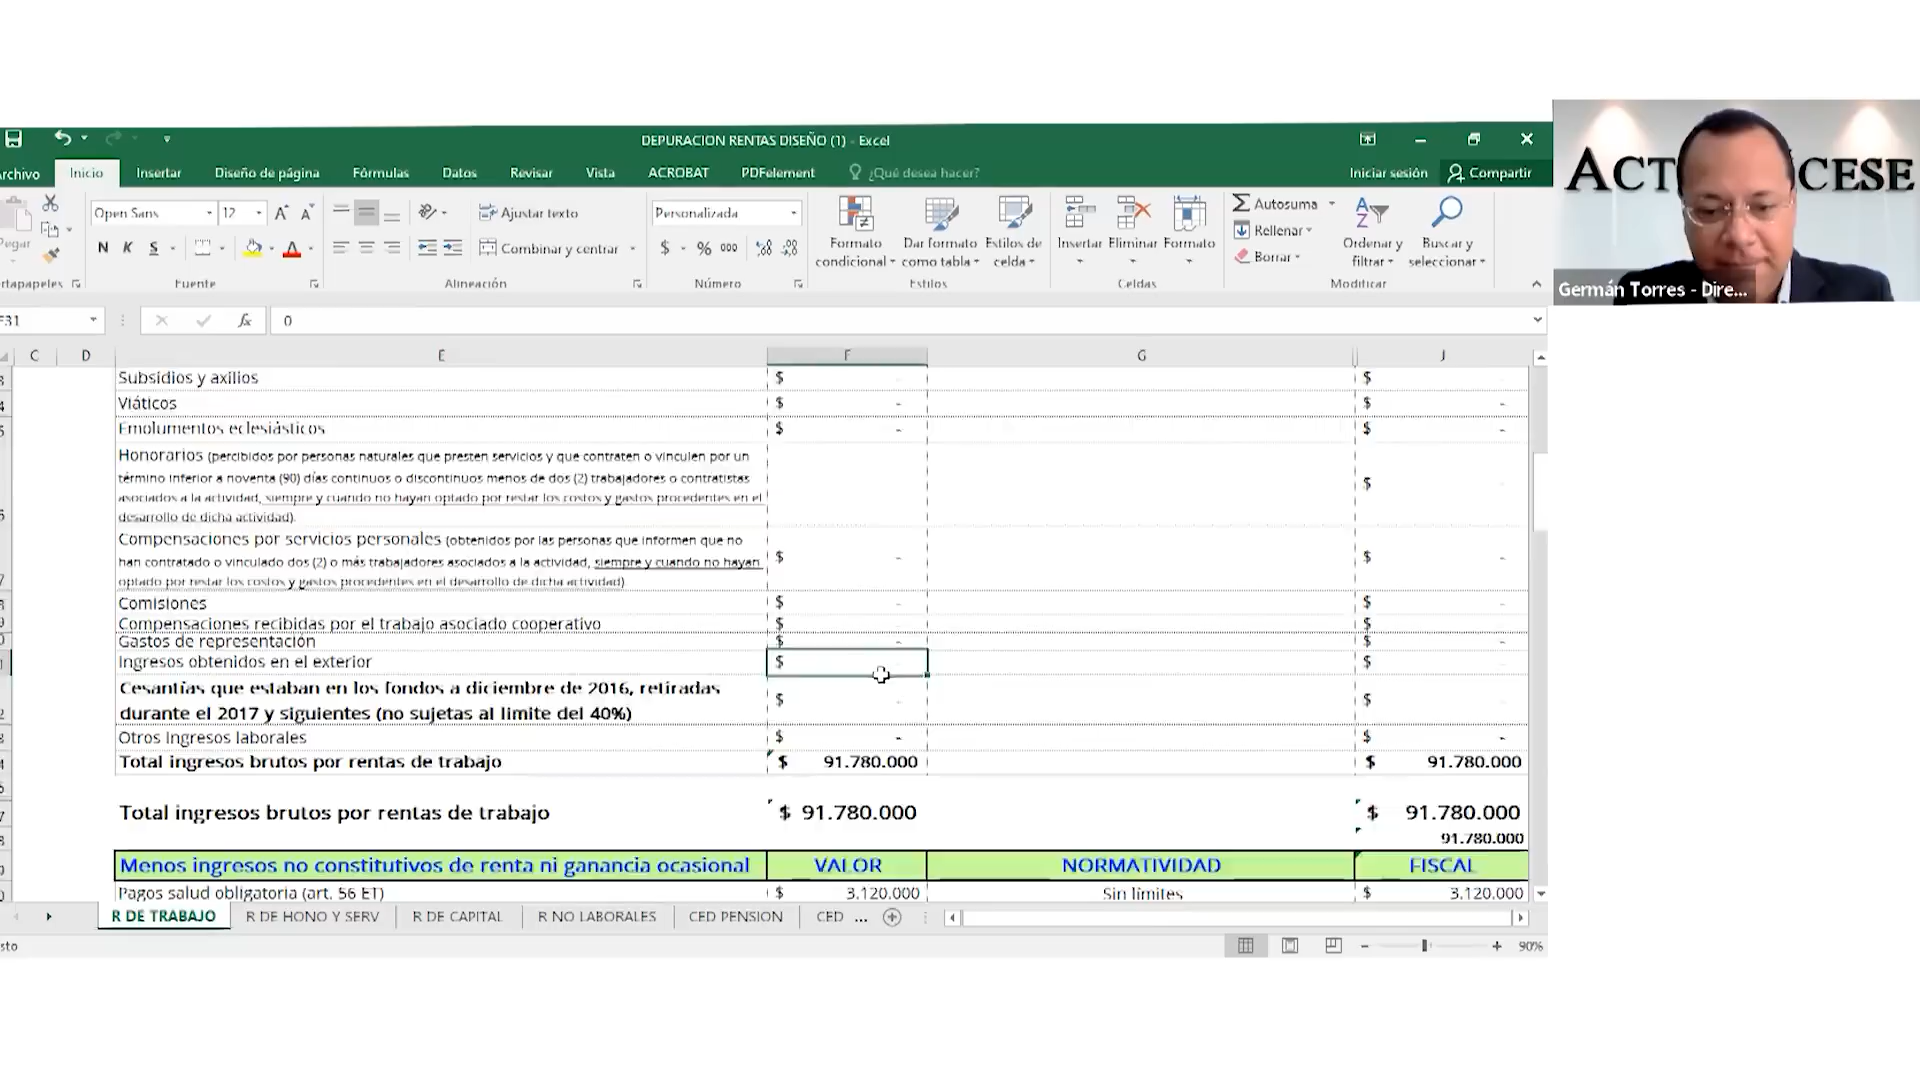 DEPURACION RENTAS DISEÑO (1) - Excel
Archivo Inicio Insertar Diseño de página Fórmulas Datos Revisar Vista ACROBAT PDFelement ¿Qué desea hacer? Iniciar sesión Compartir
Open Sans 12 Ajustar texto Personalizada Autosuma
Rellenar
Pegar N K S Combinar y centrar $ % 000 Formato Dar formato Estilos de Insertar Eliminar Formato Ordenar y Buscar y
condicional como tabla celda Borrar filtrar seleccionar
rtapapeles Fuente Alineación Número Estilos Celdas Modificar
F31 fx 0
C D E F G J
Subsidios y axilios $ - $ -
Viáticos $ - $ -
Emolumentos eclesiásticos $ - $ -
Honorarios (percibidos por personas naturales que presten servicios y que contraten o vinculen por un
término inferior a noventa (90) días continuos o discontinuos menos de dos (2) trabajadores o contratistas
asociados a la actividad, siempre y cuando no hayan optado por restar los costos y gastos procedentes en el
desarrollo de dicha actividad). $ -
Compensaciones por servicios personales (obtenidos por las personas que informen que no
han contratado o vinculado dos (2) o más trabajadores asociados a la actividad, siempre y cuando no hayan
optado por restar los costos y gastos procedentes en el desarrollo de dicha actividad) $ - $ -
Comisiones $ - $ -
Compensaciones recibidas por el trabajo asociado cooperativo $ $
Gastos de representación $ - $ -
Ingresos obtenidos en el exterior $ $ -
Cesantías que estaban en los fondos a diciembre de 2016, retiradas
durante el 2017 y siguientes (no sujetas al limite del 40%) $ - $ -
Otros Ingresos laborales $ - $ -
Total ingresos brutos por rentas de trabajo $ 91.780.000 $ 91.780.000
Total ingresos brutos por rentas de trabajo $ 91.780.000 $ 91.780.000
91.780.000
Menos ingresos no constitutivos de renta ni ganancia ocasional VALOR NORMATIVIDAD FISCAL
Pagos salud obligatoria (art. 56 ET) $ 3.120.000 Sin límites $ 3.120.000
R DE TRABAJO R DE HONO Y SERV R DE CAPITAL R NO LABORALES CED PENSION CED ...
sto 90%
ACT CESE
Germán Torres - Dire...